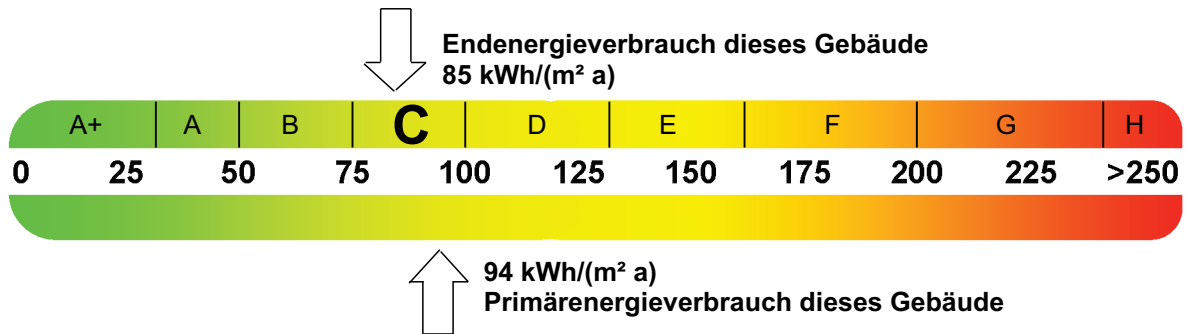 Endenergieverbrauch dieses Gebäude
85 kWh/(m² a)
A+ A B C D E F G H
0 25 50 75 100 125 150 175 200 225 >250
94 kWh/(m² a)
Primärenergieverbrauch dieses Gebäude